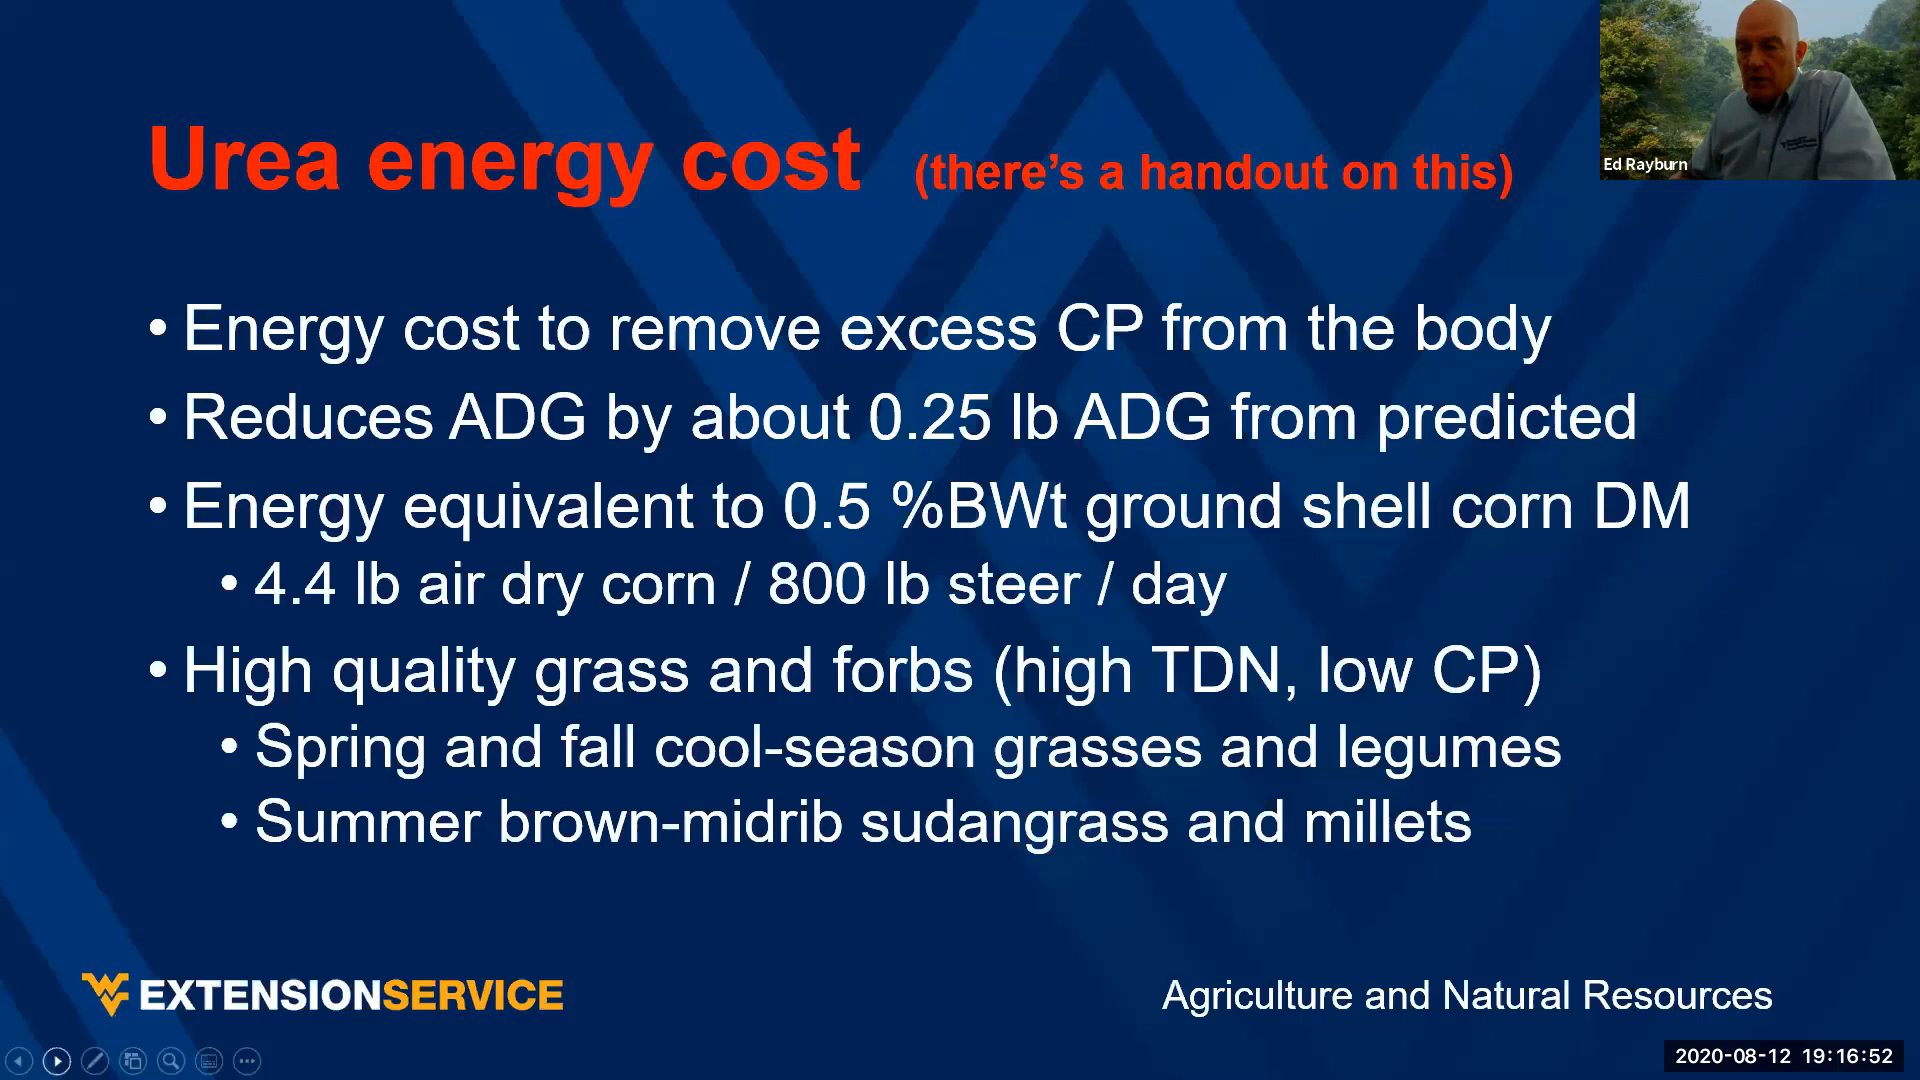 Urea energy cost (there’s a handout on this)
Ed Rayburn
• Energy cost to remove excess CP from the body
• Reduces ADG by about 0.25 lb ADG from predicted
• Energy equivalent to 0.5 %BWt ground shell corn DM
• 4.4 lb air dry corn / 800 lb steer / day
• High quality grass and forbs (high TDN, low CP)
• Spring and fall cool-season grasses and legumes
• Summer brown-midrib sudangrass and millets
WV EXTENSIONSERVICE
Agriculture and Natural Resources
2020-08-12 19:16:52